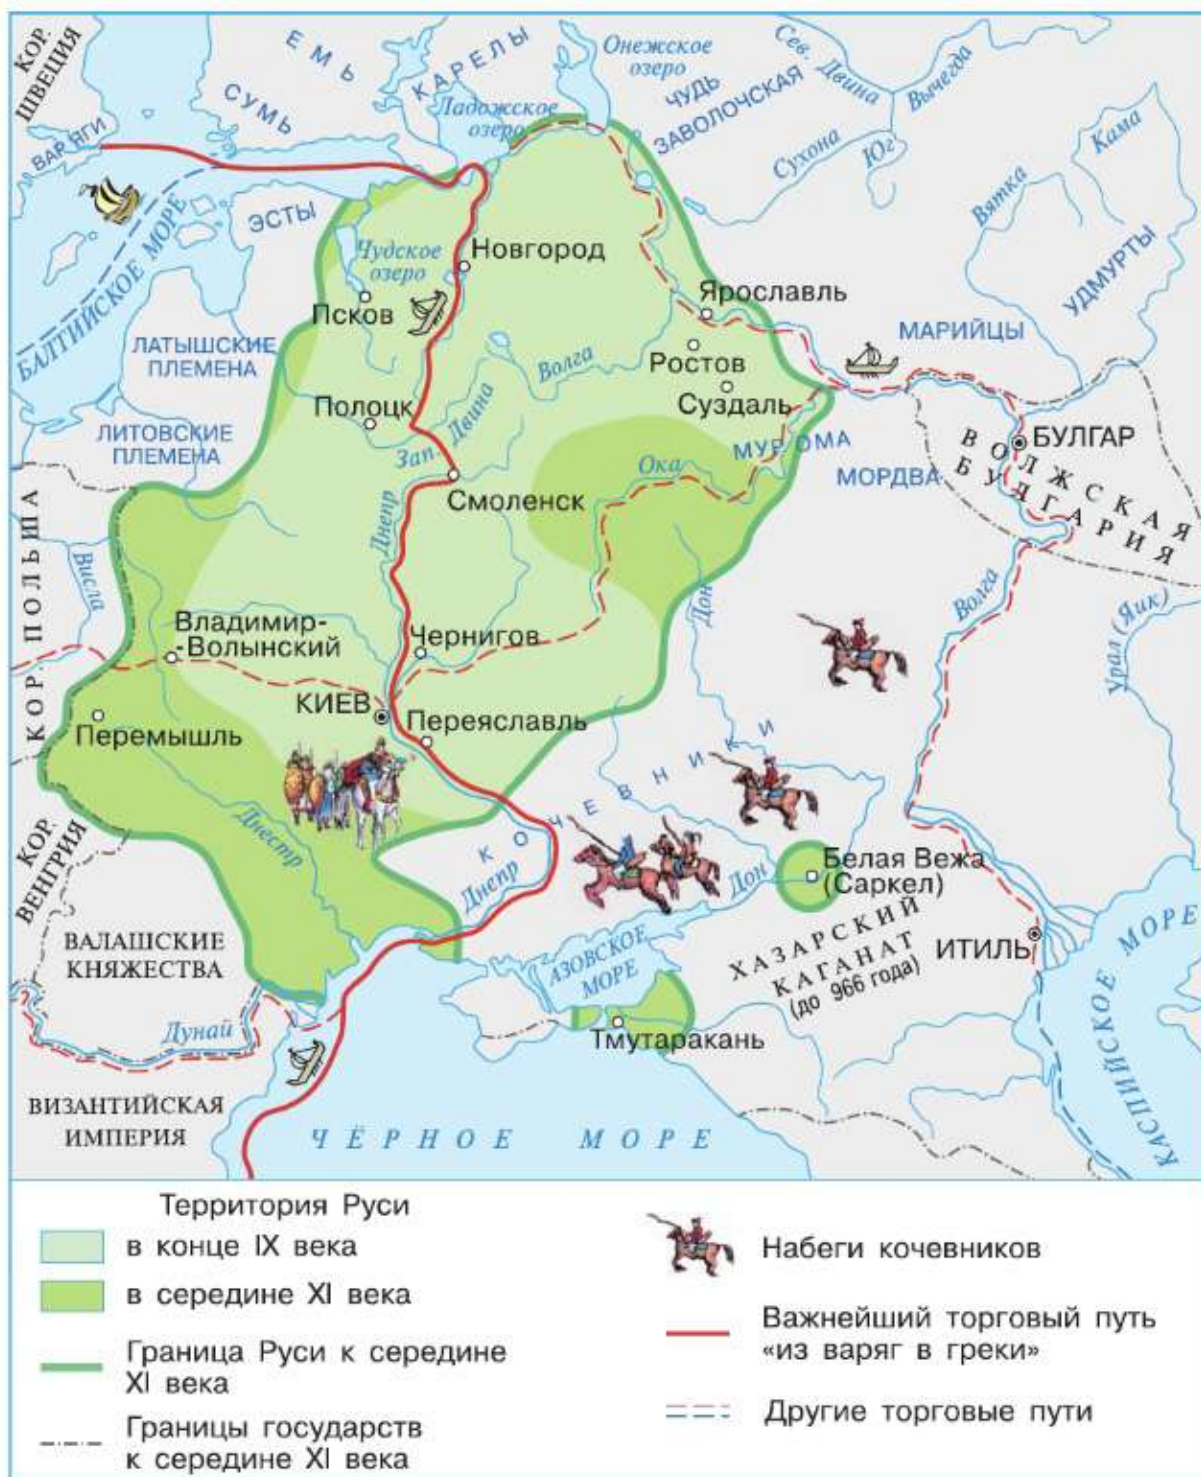 КОР.
ШВЕЦИЯ
ЕМЬ
СУМЬ
КАРЕЛЫ
Ладожское
озеро
Онежское
озеро
ЧУДЬ
ЗАВОЛОЧСКАЯ
Сев. Двина
Вычегда
Сухона
Юг
Кама
Вятка
УДМУРТЫ
ВАРЯГИ
БАЛТИЙСКОЕ МОРЕ
ЭСТЫ
Чудское
озеро
Новгород
Псков
Ярославль
МАРИЙЦЫ
ЛАТЫШСКИЕ
ПЛЕМЕНА
Волга
Ростов
Суздаль
Полоцк
Зап. Двина
ЛИТОВСКИЕ
ПЛЕМЕНА
МУРОМА
МОРДВА
БУЛГАР
ВОЛЖСКАЯ
БУЛГАРИЯ
Ока
Смоленск
Днепр
КОР. ПОЛЬША
Висла
Дон
Волга
Урал (Яик)
Владимир-
-Волынский
Чернигов
КИЕВ
Переяславль
Перемышль
КОЧЕВНИКИ
Днестр
Днепр
КОР.
ВЕНГРИЯ
Дон
Белая Вежа
(Саркел)
ВАЛАШСКИЕ
КНЯЖЕСТВА
АЗОВСКОЕ
МОРЕ
ХАЗАРСКИЙ
КАГАНАТ
(до 966 года)
ИТИЛЬ
Дунай
Тмутаракань
КАСПИЙСКОЕ МОРЕ
ВИЗАНТИЙСКАЯ
ИМПЕРИЯ
ЧЁРНОЕ МОРЕ
Территория Руси
в конце IX века
в середине XI века
Граница Руси к середине
XI века
Границы государств
к середине XI века
Набеги кочевников
Важнейший торговый путь
«из варяг в греки»
Другие торговые пути